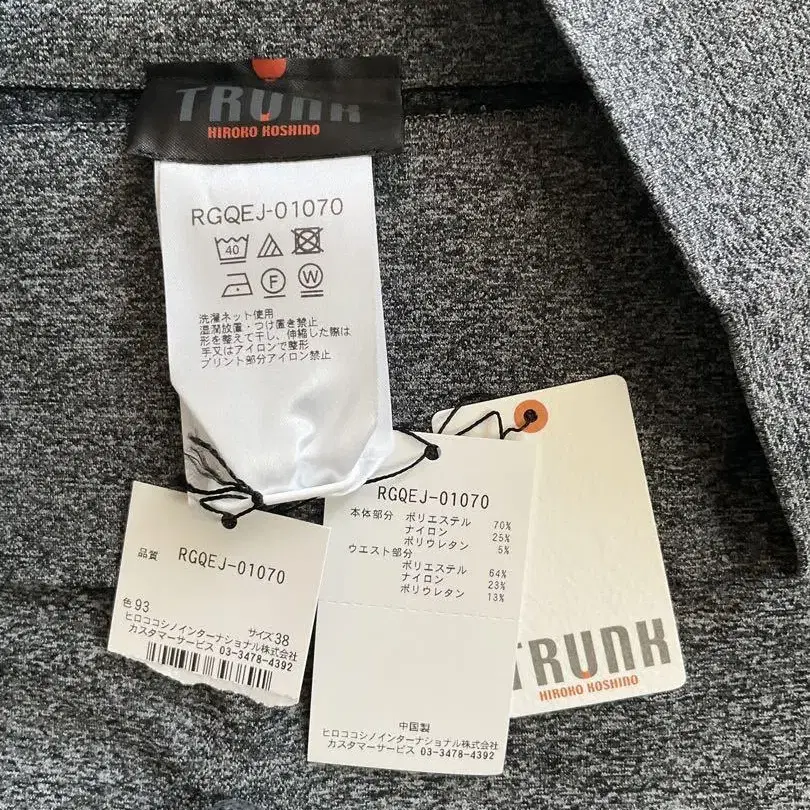 TRUNK
HIROKO KOSHINO
RGQEJ-01070
40
F W
洗濯ネット使用
湿潤放置・つけ置き禁止
形を整えて干し、伸縮した際は
手又はアイロンで整形
プリント部分アイロン禁止
RGQEJ-01070
本体部分 ポリエステル 70%
ナイロン 25%
ポリウレタン 5%
ウエスト部分
ポリエステル 64%
ナイロン 23%
ポリウレタン 13%
中国製
ヒロココシノインターナショナル株式会社
カスタマーサービス 03-3478-4392
品質 RGQEJ-01070
色93 サイズ38
ヒロココシノインターナショナル株式会社
カスタマーサービス 03-3478-4392
TRUNK
HIROKO KOSHINO